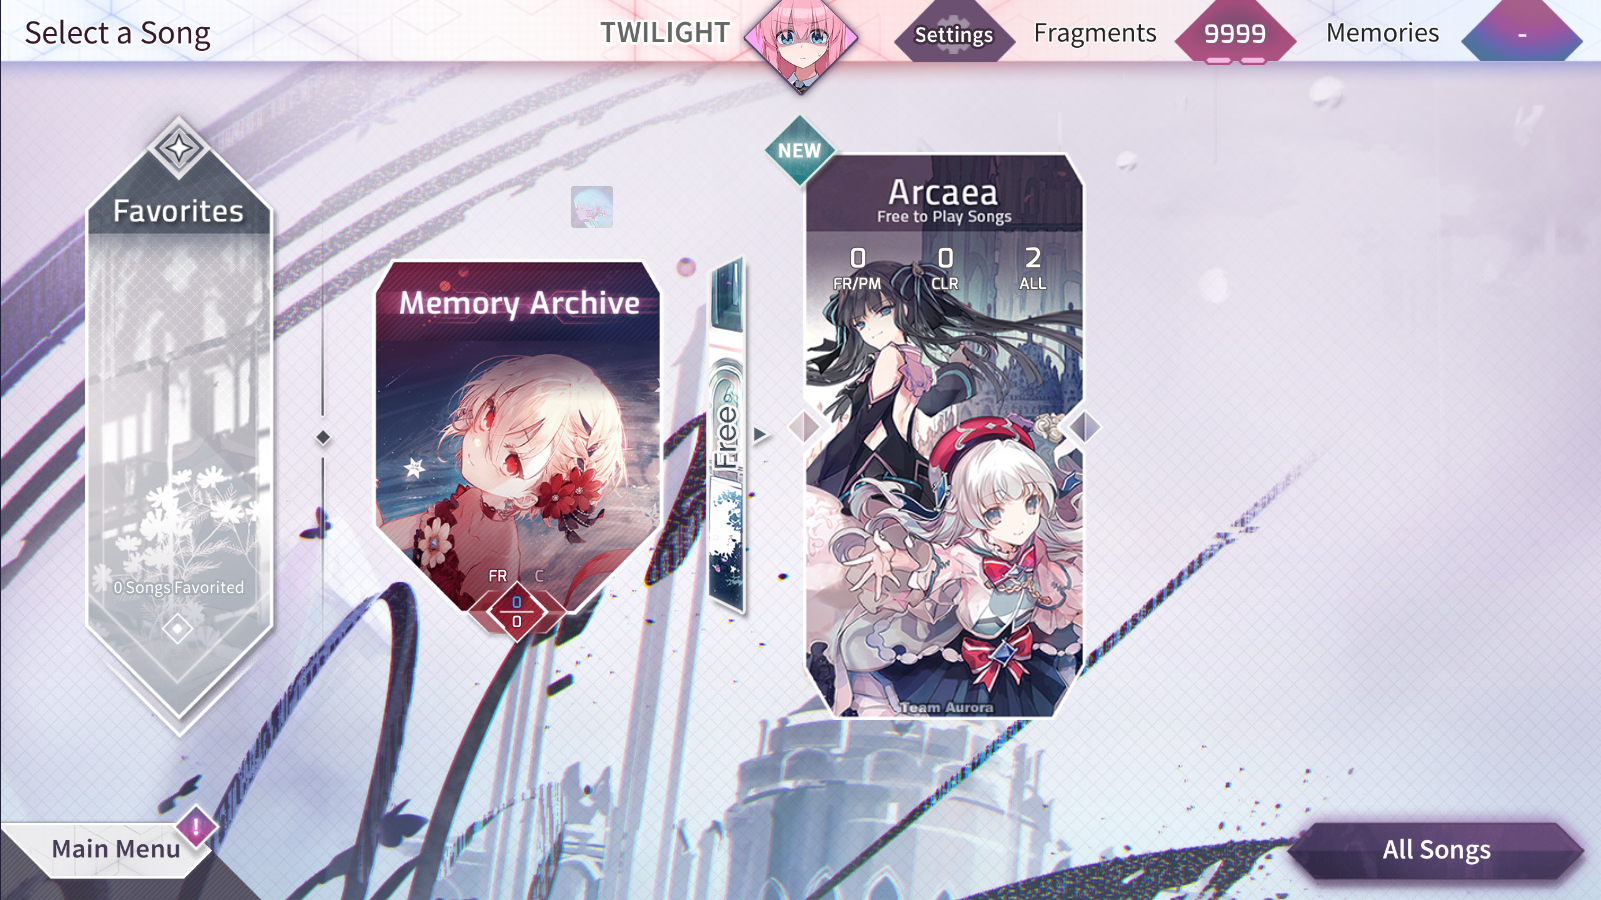 Select a Song
TWILIGHT
Settings
Fragments
9999
Memories
-
Favorites
0 Songs Favorited
Memory Archive
FR
C
0
0
Free
NEW
Arcaea
Free to Play Songs
0 0 2
FR/PM CLR ALL
Team Aurora
!
Main Menu
All Songs